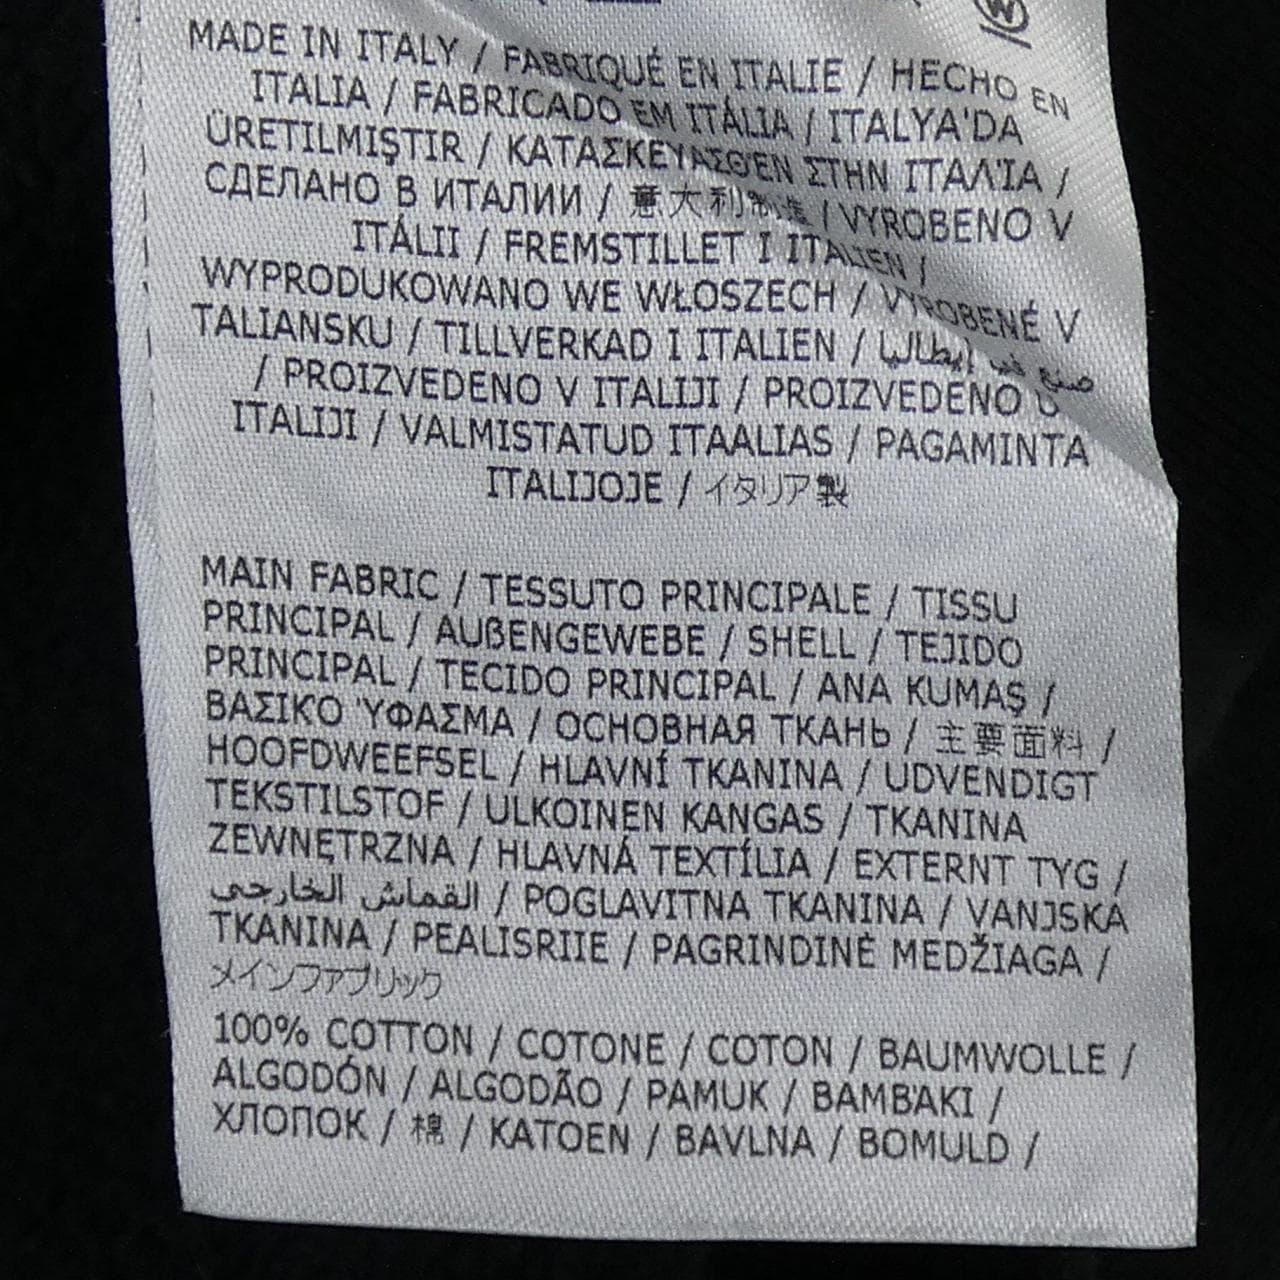 MADE IN ITALY / FABRIQUÉ EN ITALIE / HECHO EN
ITALIA / FABRICADO EM ITÁLIA / ITALYA'DA
ÜRETILMIŞTIR / ΚΑΤΑΣΚΕΥΑΣΘΕΝ ΣΤΗΝ ΙΤΑΛΊΑ /
СДЕЛАНО В ИТАЛИИ / 意大利制造 / VYROBENO V
ITÁLII / FREMSTILLET I ITALIEN /
WYPRODUKOWANO WE WŁOSZECH / VYROBENÉ V
TALIANSKU / TILLVERKAD I ITALIEN / صنع في إيطاليا
/ PROIZVEDENO V ITALIJI / PROIZVEDENO U
ITALIJI / VALMISTATUD ITAALIAS / PAGAMINTA
ITALIJOJE / イタリア製
MAIN FABRIC / TESSUTO PRINCIPALE / TISSU
PRINCIPAL / AUßENGEWEBE / SHELL / TEJIDO
PRINCIPAL / TECIDO PRINCIPAL / ANA KUMAŞ /
ΒΑΣΙΚΟ ΎΦΑΣΜΑ / ОСНОВНАЯ ТКАНЬ / 主要面料 /
HOOFDWEEFSEL / HLAVNÍ TKANINA / UDVENDIGT
TEKSTILSTOF / ULKOINEN KANGAS / TKANINA
ZEWNĘTRZNA / HLAVNÁ TEXTÍLIA / EXTERNT TYG /
القماش الخارجي / POGLAVITNA TKANINA / VANJSKA
TKANINA / PEALISRIIE / PAGRINDINĖ MEDŽIAGA /
メインファブリック
100% COTTON / COTONE / COTON / BAUMWOLLE /
ALGODÓN / ALGODÃO / PAMUK / ΒΑΜΒΆΚΙ /
ХЛОПОК / 棉 / KATOEN / BAVLNA / BOMULD /